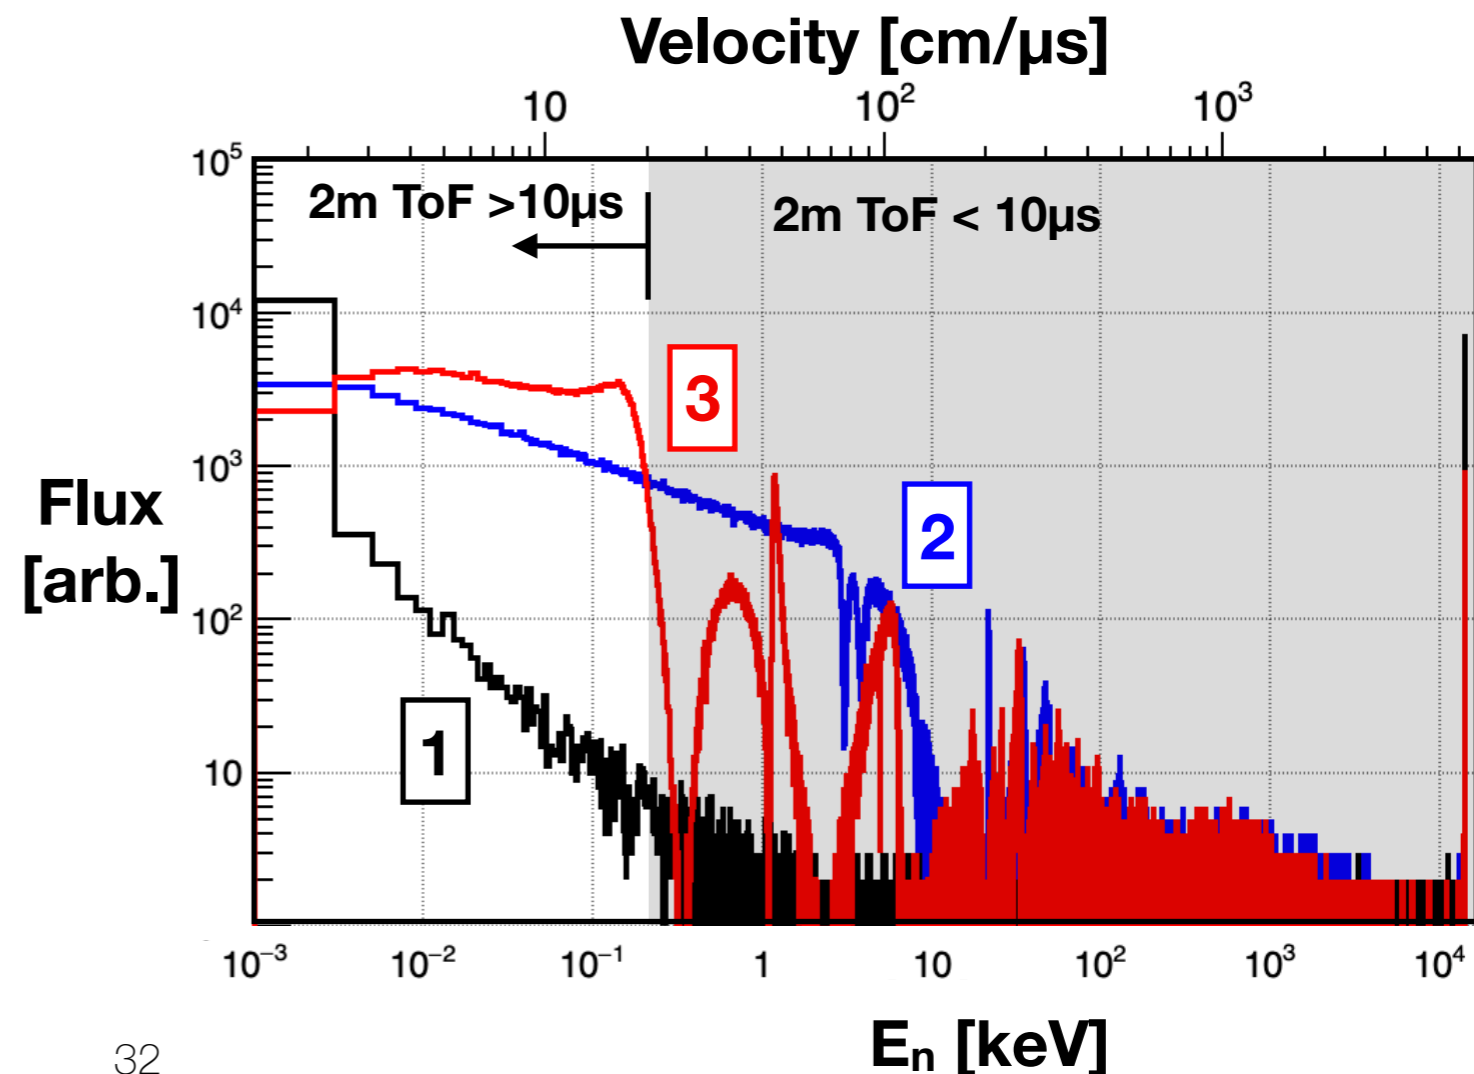 Velocity [cm/µs]
10 10² 10³
10⁵
2m ToF >10µs 2m ToF < 10µs
10⁴
3
10³
Flux
[arb.]
2
10²
1
10
10⁻³ 10⁻² 10⁻¹ 1 10 10² 10³ 10⁴
Eₙ [keV]
32